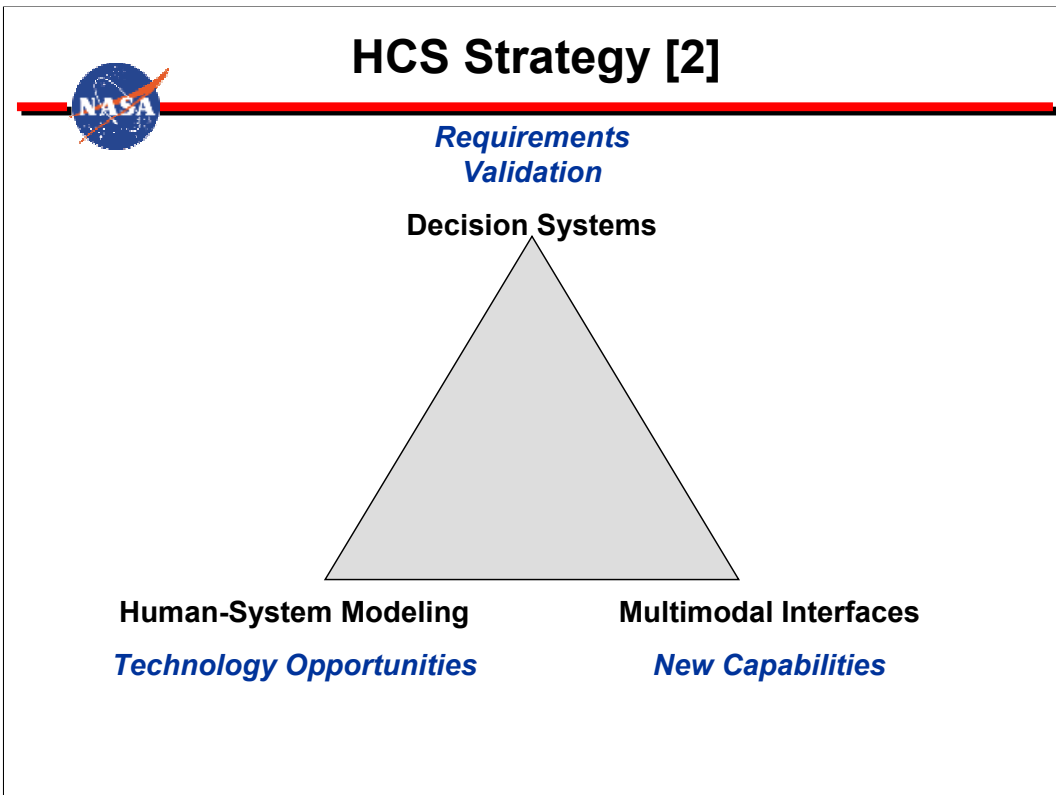 HCS Strategy [2]
NASA
Requirements
Validation
Decision Systems
Human-System Modeling
Multimodal Interfaces
Technology Opportunities
New Capabilities